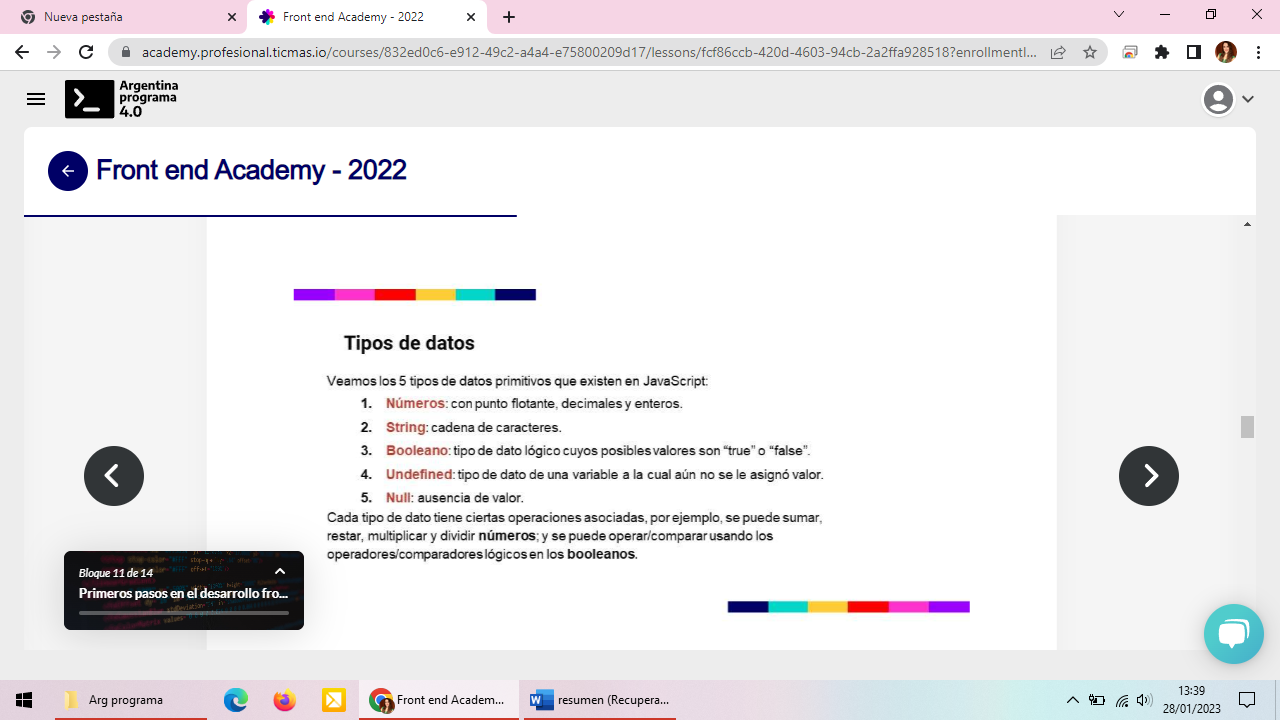 Nueva pestaña
Front end Academy - 2022
academy.profesional.ticmas.io/courses/832ed0c6-e912-49c2-a4a4-e75800209d17/lessons/fcf86ccb-420d-4603-94cb-2a2ffa928518?enrollmentI...
Argentina
programa
4.0
Front end Academy - 2022
Tipos de datos
Veamos los 5 tipos de datos primitivos que existen en JavaScript:
1. Números: con punto flotante, decimales y enteros.
2. String: cadena de caracteres.
3. Booleano: tipo de dato lógico cuyos posibles valores son “true” o “false”.
4. Undefined: tipo de dato de una variable a la cual aún no se le asignó valor.
5. Null: ausencia de valor.
Cada tipo de dato tiene ciertas operaciones asociadas, por ejemplo, se puede sumar,
restar, multiplicar y dividir números; y se puede operar/comparar usando los
operadores/comparadores lógicos en los booleanos.
Bloque 11 de 14
Primeros pasos en el desarrollo fro...
Arg programa
Front end Academ...
resumen (Recupera...
13:39
28/01/2023